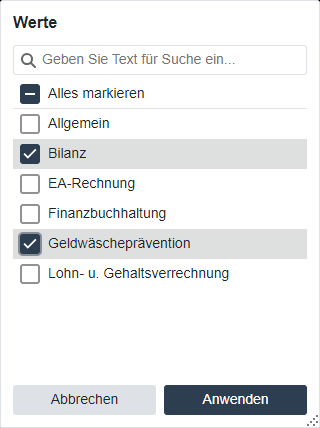 Werte
Geben Sie Text für Suche ein...
Alles markieren
Allgemein
Bilanz
EA-Rechnung
Finanzbuchhaltung
Geldwäscheprävention
Lohn- u. Gehaltsverrechnung
Abbrechen
Anwenden